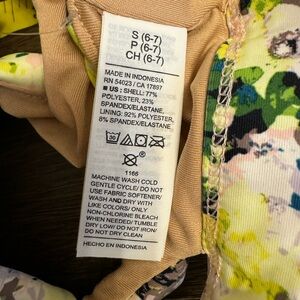 S (6-7)
P (6-7)
CH (6-7)
MADE IN INDONESIA
RN 54023 / CA 17897
■ US : SHELL: 77%
POLYESTER, 23%
SPANDEX/ELASTANE,
LINING: 92% POLYESTER,
8% SPANDEX/ELASTANE
30
1166
MACHINE WASH COLD
GENTLE CYCLE/ DO NOT
USE FABRIC SOFTENER/
WASH AND DRY WITH
LIKE COLORS/ ONLY
NON-CHLORINE BLEACH
WHEN NEEDED/ TUMBLE
DRY LOW/ DO NOT IRON/
DO NOT DRY CLEAN
HECHO EN INDONESIA